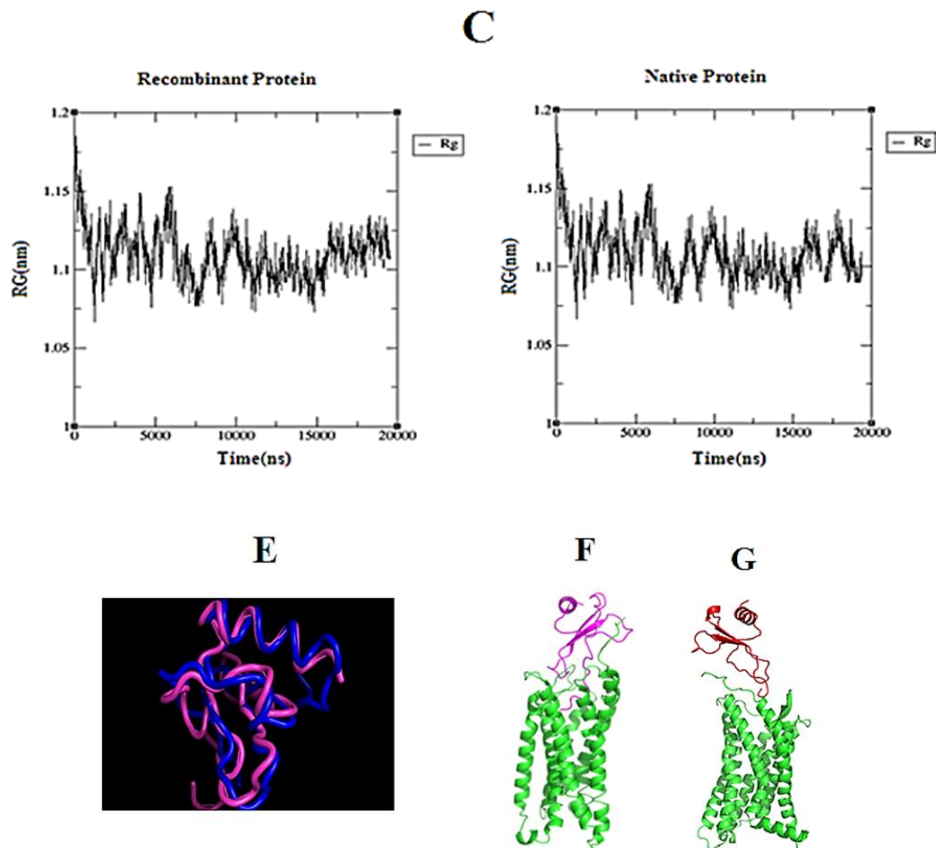 C
Recombinant Protein
1.2
1.15
1.1
1.05
1
RG(nm)
0 5000 10000 15000 20000
Time(ns)
Rg
Native Protein
1.2
1.15
1.1
1.05
1
RG(nm)
0 5000 10000 15000 20000
Time(ns)
Rg
E
F
G